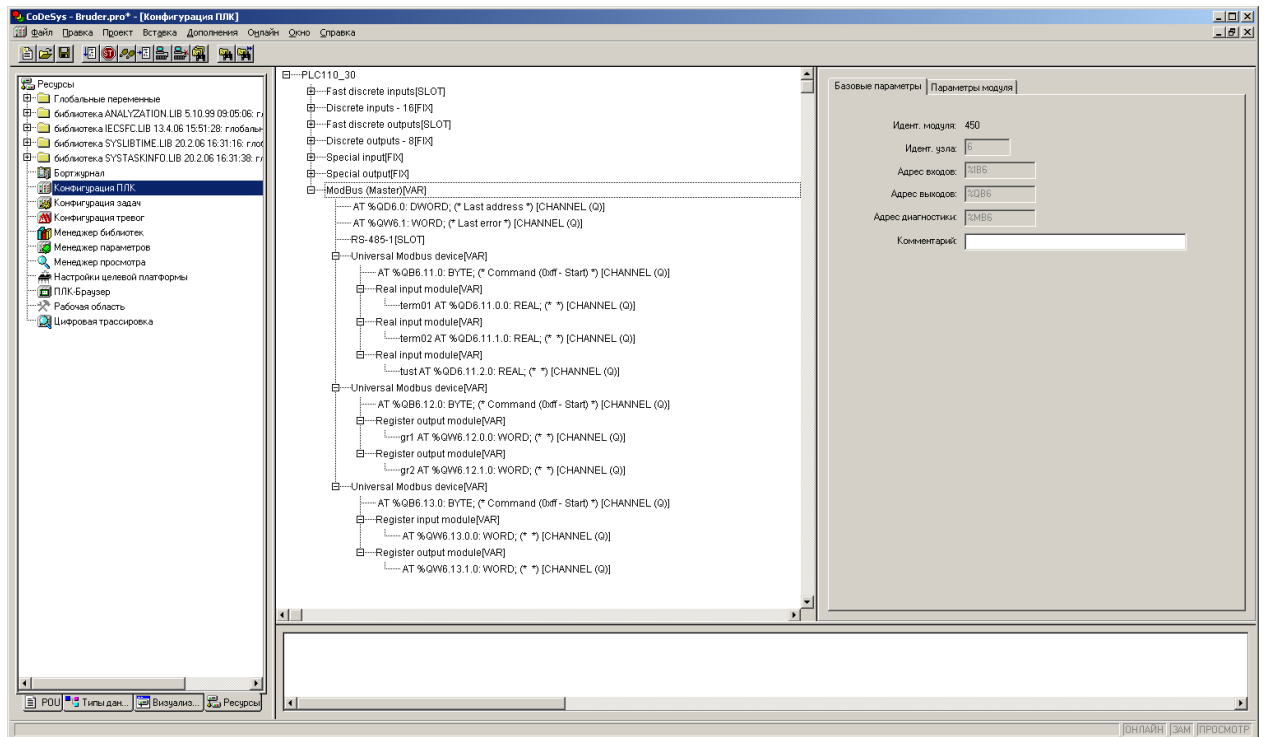 CoDeSys - Bruder.pro* - [Конфигурация ПЛК]
Файл Правка Проект Вставка Дополнения Онлайн Окно Справка
Ресурсы
Глобальные переменные
библиотека ANALYZATION.LIB 5.10.99 09:05:06: гл
библиотека IECSFC.LIB 13.4.06 15:51:28: глобальн
библиотека SYSLIBTIME.LIB 20.2.06 16:31:16: глоб
библиотека SYSTASKINFO.LIB 20.2.06 16:31:38: гл
Бортжурнал
Конфигурация ПЛК
Конфигурация задач
Конфигурация тревог
Менеджер библиотек
Менеджер параметров
Менеджер просмотра
Настройки целевой платформы
ПЛК-Браузер
Рабочая область
Цифровая трассировка
POU Типы дан... Визуализ... Ресурсы
PLC110_30
Fast discrete inputs[SLOT]
Discrete inputs - 16[FIX]
Fast discrete outputs[SLOT]
Discrete outputs - 8[FIX]
Special input[FIX]
Special output[FIX]
ModBus (Master)[VAR]
AT %QD6.0: DWORD; (* Last address *) [CHANNEL (Q)]
AT %QW6.1: WORD; (* Last error *) [CHANNEL (Q)]
RS-485-1[SLOT]
Universal Modbus device[VAR]
AT %QB6.11.0: BYTE; (* Command (0xff - Start) *) [CHANNEL (Q)]
Real input module[VAR]
term01 AT %QD6.11.0.0: REAL; (* *) [CHANNEL (Q)]
Real input module[VAR]
term02 AT %QD6.11.1.0: REAL; (* *) [CHANNEL (Q)]
Real input module[VAR]
tust AT %QD6.11.2.0: REAL; (* *) [CHANNEL (Q)]
Universal Modbus device[VAR]
AT %QB6.12.0: BYTE; (* Command (0xff - Start) *) [CHANNEL (Q)]
Register output module[VAR]
gr1 AT %QW6.12.0.0: WORD; (* *) [CHANNEL (Q)]
Register output module[VAR]
gr2 AT %QW6.12.1.0: WORD; (* *) [CHANNEL (Q)]
Universal Modbus device[VAR]
AT %QB6.13.0: BYTE; (* Command (0xff - Start) *) [CHANNEL (Q)]
Register input module[VAR]
AT %QW6.13.0.0: WORD; (* *) [CHANNEL (Q)]
Register output module[VAR]
AT %QW6.13.1.0: WORD; (* *) [CHANNEL (Q)]
Базовые параметры Параметры модуля
Идент. модуля: 450
Идент. узла: 6
Адрес входов: %IB6
Адрес выходов: %QB6
Адрес диагностики: %MB6
Комментарий:
ОНЛАЙН ЗАМ ПРОСМОТР